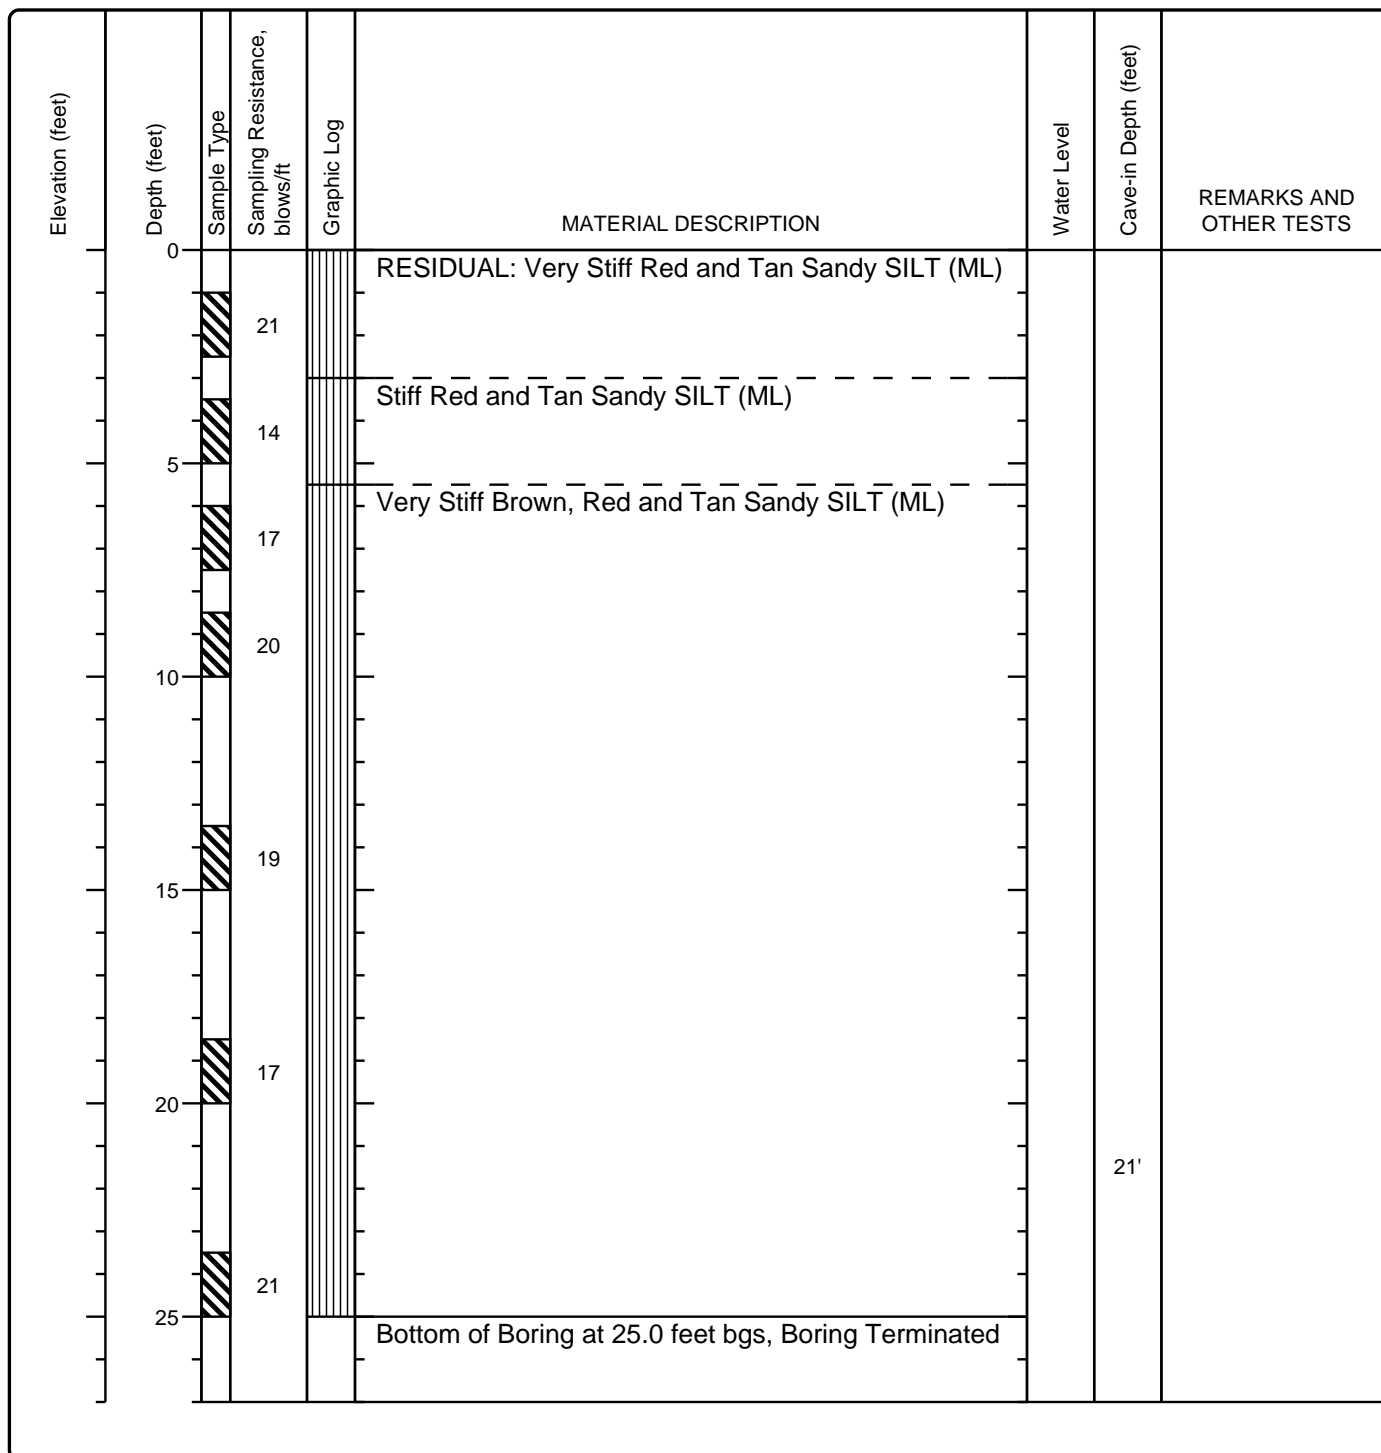 Elevation (feet)
Depth (feet)
Sample Type
Sampling Resistance,
blows/ft
Graphic Log
MATERIAL DESCRIPTION
Water Level
Cave-in Depth (feet)
REMARKS AND
OTHER TESTS
0
RESIDUAL: Very Stiff Red and Tan Sandy SILT (ML)
21
Stiff Red and Tan Sandy SILT (ML)
14
5
Very Stiff Brown, Red and Tan Sandy SILT (ML)
17
20
10
19
15
17
20
21'
21
25
Bottom of Boring at 25.0 feet bgs, Boring Terminated